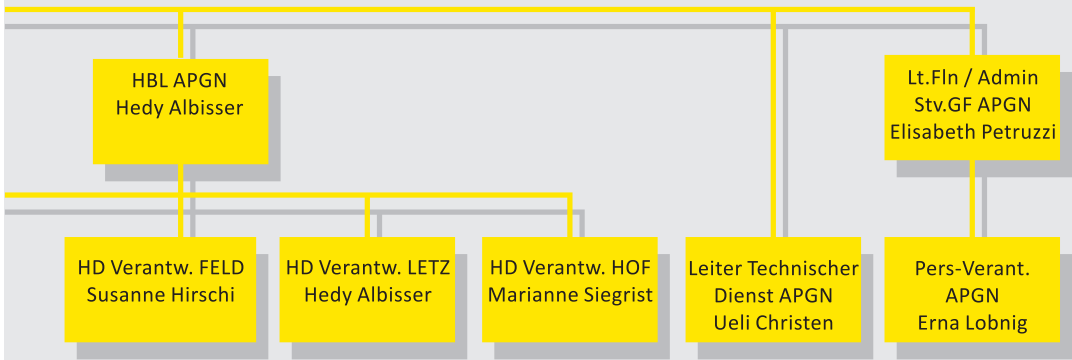 HBL APGN
Hedy Albisser
Lt.Fln / Admin
Stv.GF APGN
Elisabeth Petruzzi
HD Verantw. FELD
Susanne Hirschi
HD Verantw. LETZ
Hedy Albisser
HD Verantw. HOF
Marianne Siegrist
Leiter Technischer
Dienst APGN
Ueli Christen
Pers-Verant.
APGN
Erna Lobnig